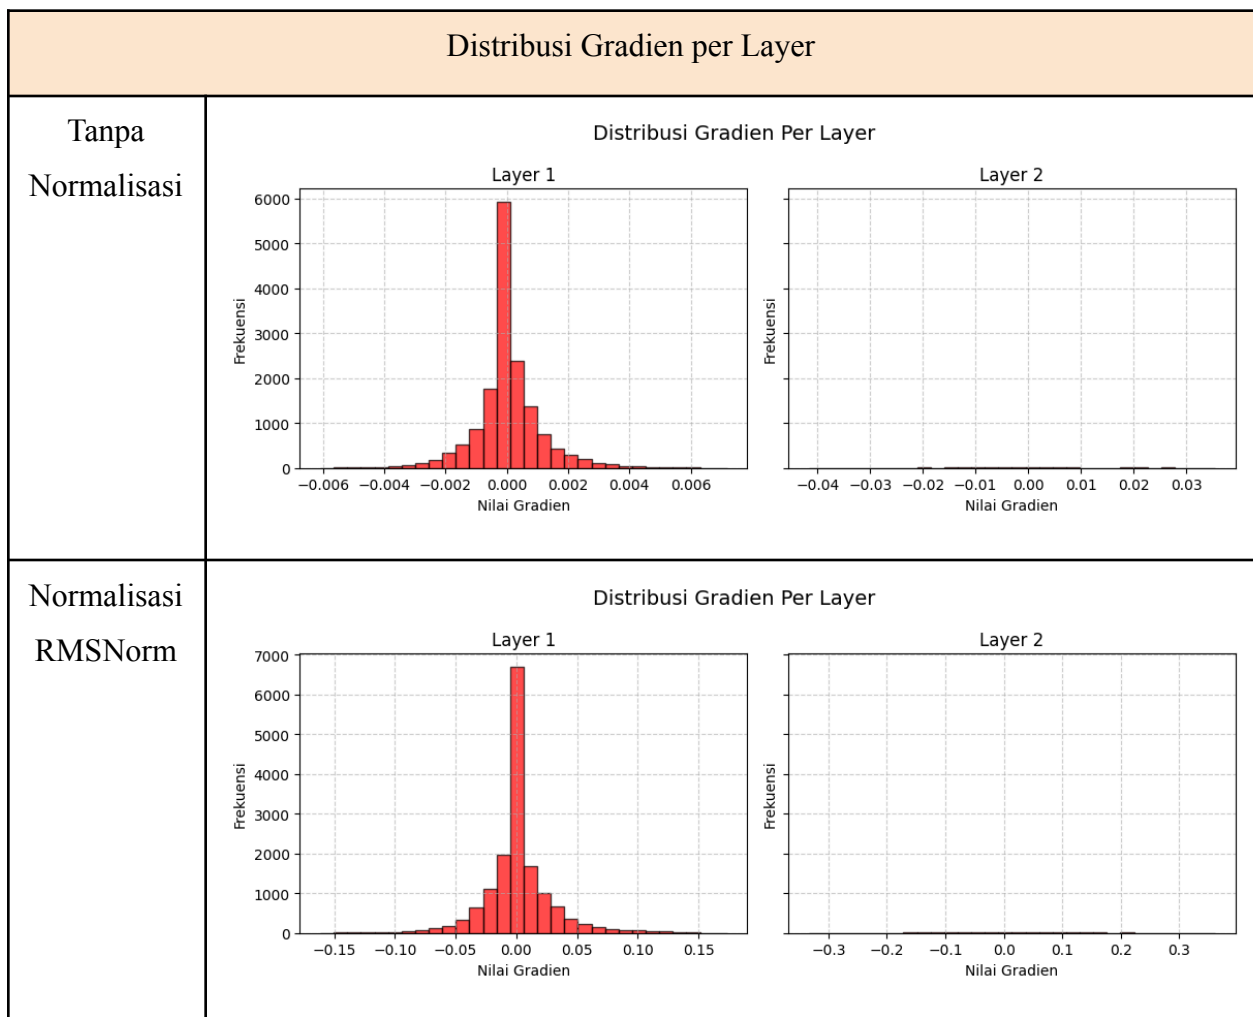 Distribusi Gradien per Layer
Tanpa
Normalisasi
Distribusi Gradien Per Layer
Layer 1
6000
5000
4000
3000
2000
1000
0
Frekuensi
−0.006 −0.004 −0.002 0.000 0.002 0.004 0.006
Nilai Gradien
Layer 2
Frekuensi
−0.04 −0.03 −0.02 −0.01 0.00 0.01 0.02 0.03
Nilai Gradien
Normalisasi
RMSNorm
Distribusi Gradien Per Layer
Layer 1
7000
6000
5000
4000
3000
2000
1000
0
Frekuensi
−0.15 −0.10 −0.05 0.00 0.05 0.10 0.15
Nilai Gradien
Layer 2
Frekuensi
−0.3 −0.2 −0.1 0.0 0.1 0.2 0.3
Nilai Gradien